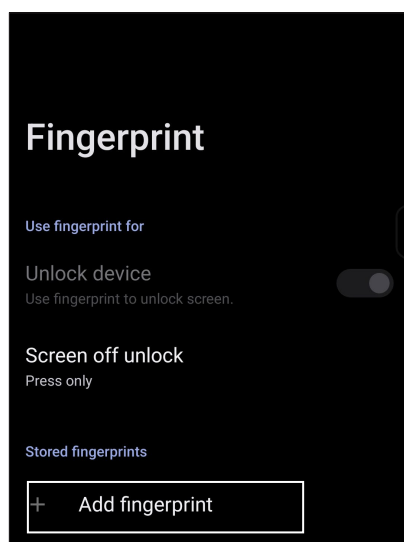 Fingerprint
Use fingerprint for
Unlock device
Use fingerprint to unlock screen.
Screen off unlock
Press only
Stored fingerprints
+ Add fingerprint